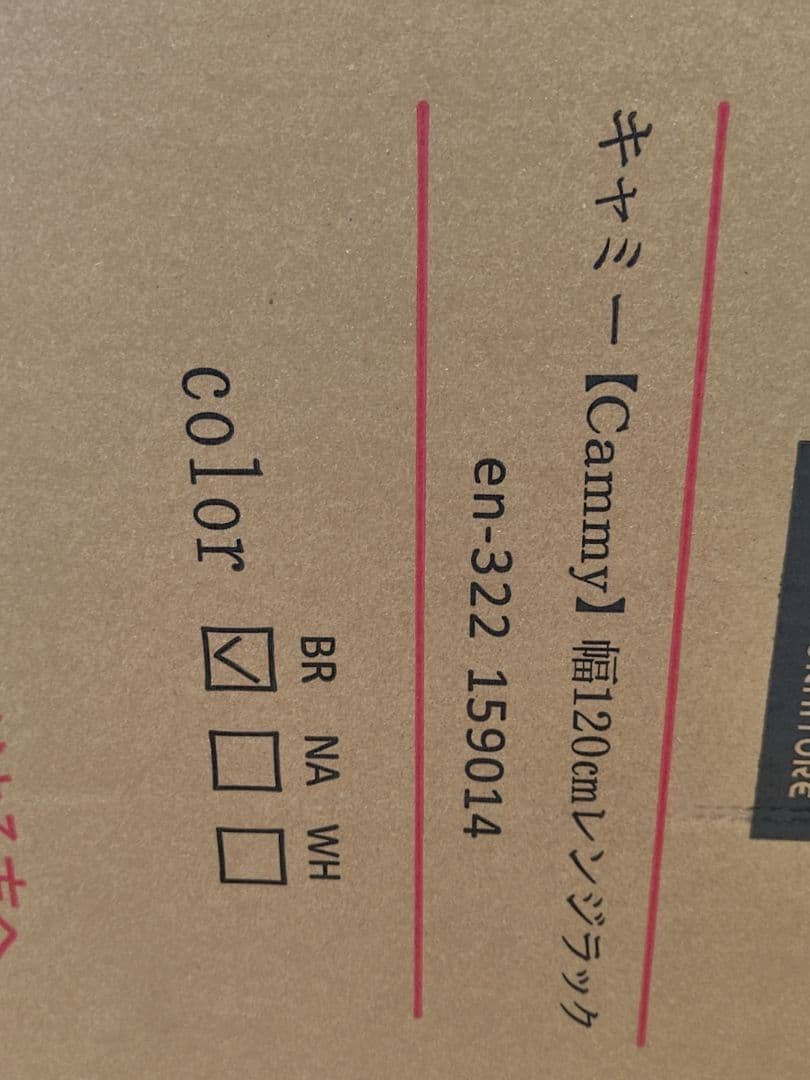 キャミー【Cammy】幅120cmレンジラック
en-322 159014
BR NA WH
color